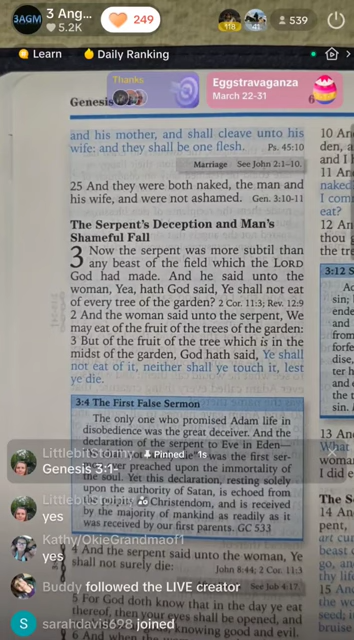 3AGM
3 Ang...
5.2K
249
118
41
539
Learn
Daily Ranking
Thanks
Eggstravaganza
March 22-31
Genesis
6
and his mother, and shall cleave unto his
wife: and they shall be one flesh. Ps. 45:10
Marriage See John 2:1-10.
25 And they were both naked, the man and
his wife, and were not ashamed. Gen. 3:10-11
The Serpent's Deception and Man's
Shameful Fall
3 Now the serpent was more subtil than
any beast of the field which the LORD
God had made. And he said unto the
woman, Yea, hath God said, Ye shall not eat
of every tree of the garden? 2 Cor. 11:3; Rev. 12:9
2 And the woman said unto the serpent, We
may eat of the fruit of the trees of the garden:
3 But of the fruit of the tree which is in the
midst of the garden, God hath said, Ye shall
not eat of it, neither shall ye touch it, lest
ye die.
3:4 The First False Sermon
The only one who promised Adam life in
disobedience was the great deceiver. And the
declaration of the serpent to Eve in Eden—
was the first ser-
preached upon the immortality of
the soul. Yet this declaration, resting solely
upon the authority of Satan, is echoed from
Christendom, and is received
by the majority of mankind as readily as it
was received by our first parents. GC 533
4 And the serpent said unto the woman, Ye
shall not surely die: John 8:44; 2 Cor. 11:3
See Job 4:17.
5 For God doth know that in the day ye eat
thereof, then your eyes shall be opened, and
knowing good and evil.
6 And when the
Pinned · 1s
Genesis 3:1-
yes
Kathy/OkieGrandmaof1
yes
Buddy followed the LIVE creator
S sarahdavis698 joined
10 An
den, a
and I
11 An
naked
I com
eat?
12 An
thou g
the tre
3:12 S
sin;
ende
and
from
forfe
dise,
ter h
and
the t
sin.
13 An
What
woma
I did e
The S
14 An
pent,
art cu
go, an
thy life
15 An
the wo
seed;
bruise